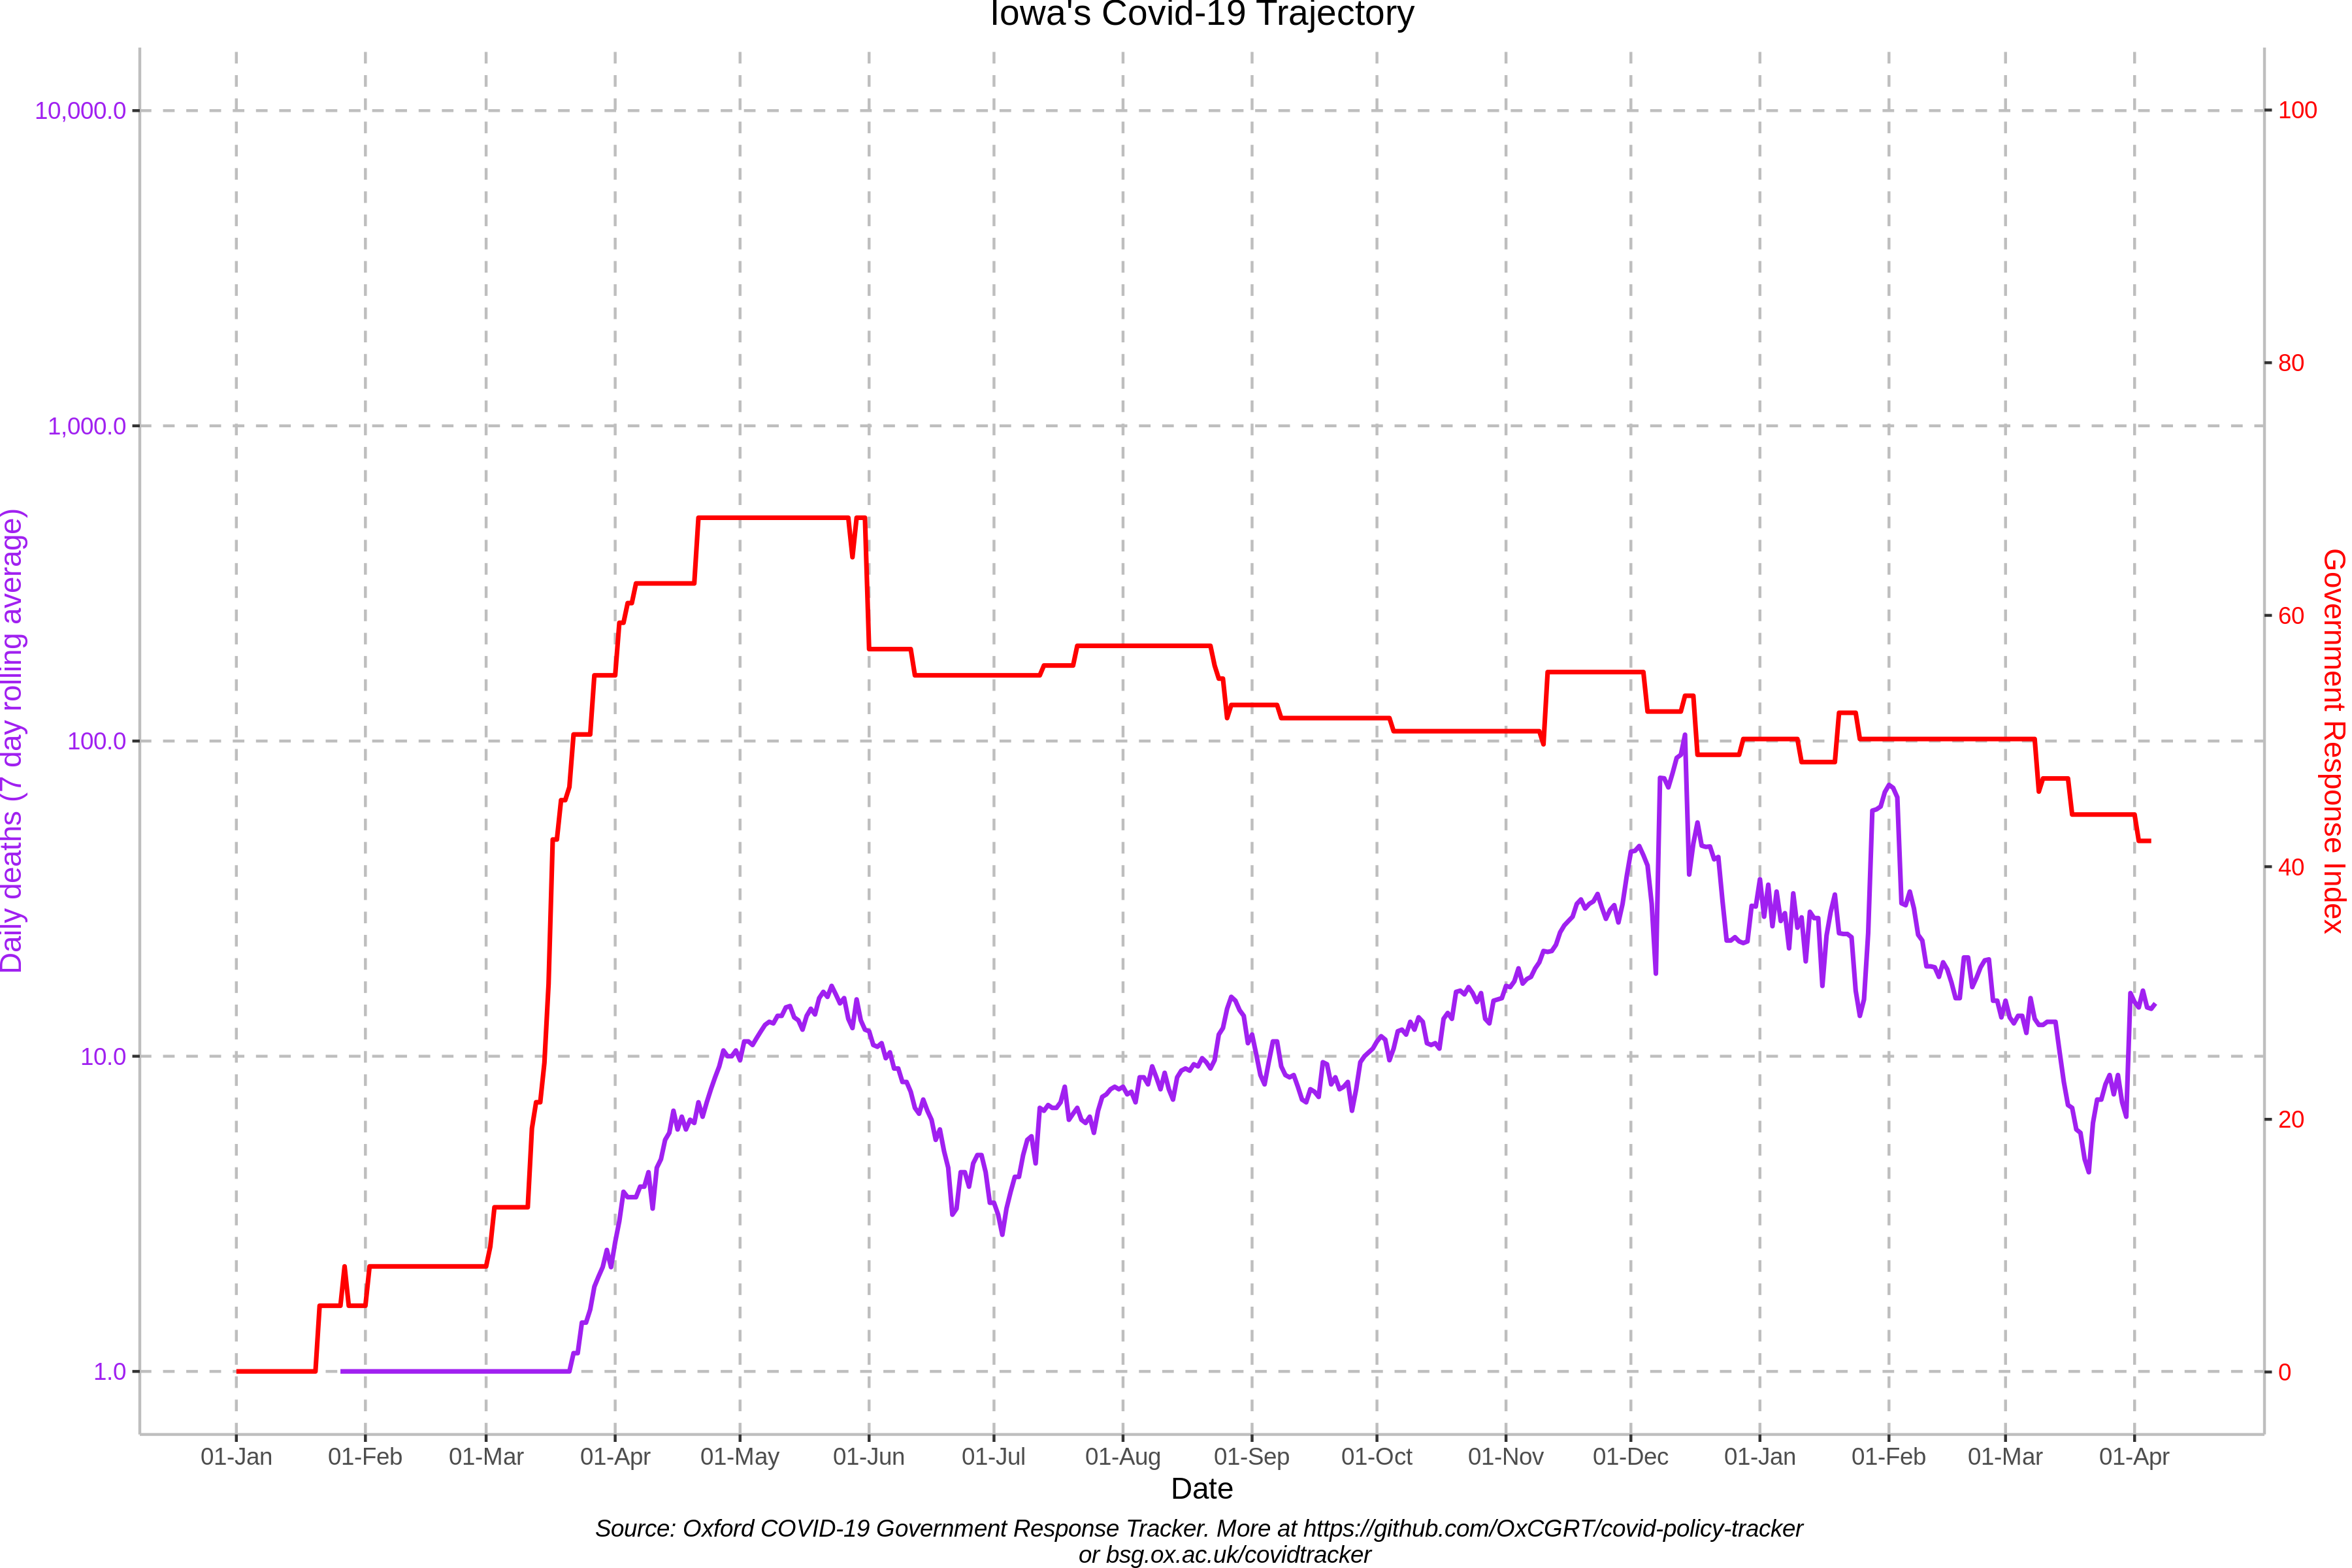 Iowa's Covid-19 Trajectory
10,000.0
1,000.0
100.0
10.0
1.0
Daily deaths (7 day rolling average)
100
80
60
40
20
0
Government Response Index
01-Jan 01-Feb 01-Mar 01-Apr 01-May 01-Jun 01-Jul 01-Aug 01-Sep 01-Oct 01-Nov 01-Dec 01-Jan 01-Feb 01-Mar 01-Apr
Date
Source: Oxford COVID-19 Government Response Tracker. More at https://github.com/OxCGRT/covid-policy-tracker
or bsg.ox.ac.uk/covidtracker